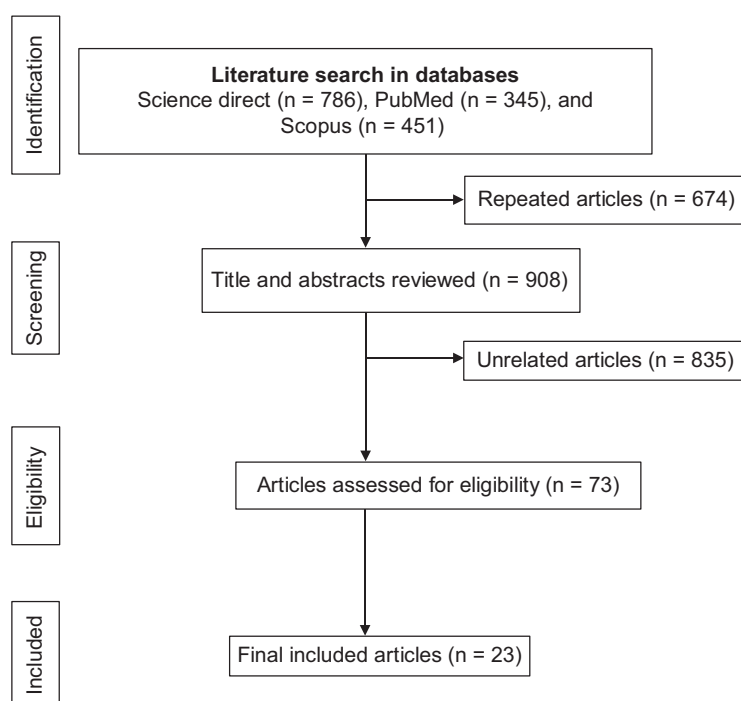 Identification
Literature search in databases
Science direct (n = 786), PubMed (n = 345), and
Scopus (n = 451)
Repeated articles (n = 674)
Screening
Title and abstracts reviewed (n = 908)
Unrelated articles (n = 835)
Eligibility
Articles assessed for eligibility (n = 73)
Included
Final included articles (n = 23)